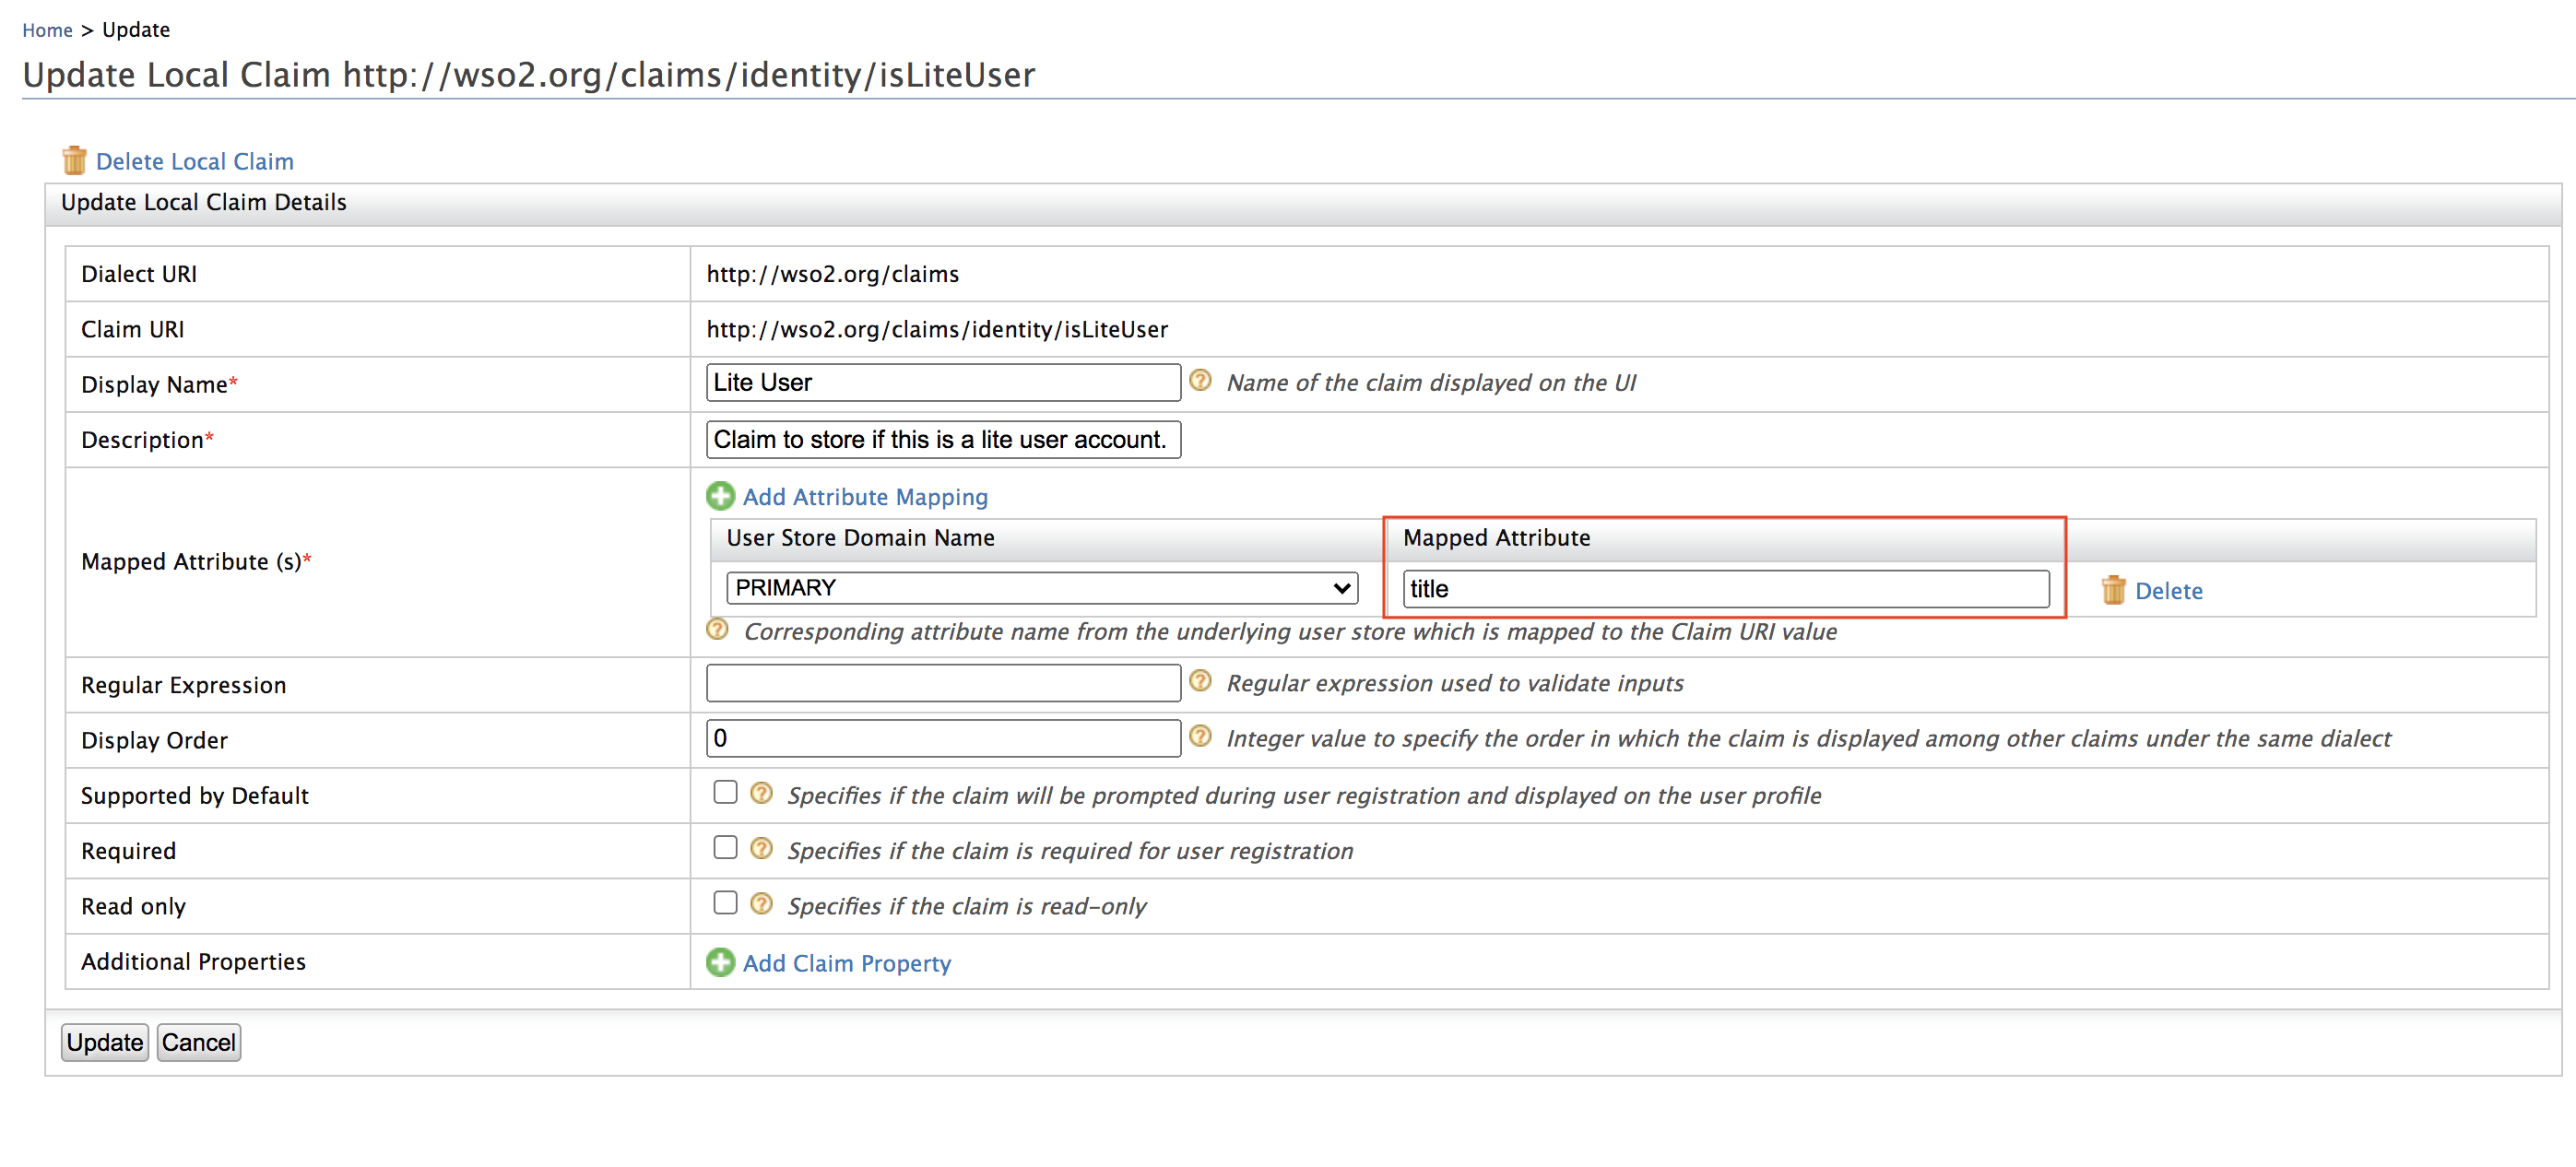 Home > Update
Update Local Claim http://wso2.org/claims/identity/isLiteUser
Delete Local Claim
Update Local Claim Details
Dialect URI http://wso2.org/claims
Claim URI http://wso2.org/claims/identity/isLiteUser
Display Name* Lite User ? Name of the claim displayed on the UI
Description* Claim to store if this is a lite user account.
Add Attribute Mapping
User Store Domain Name Mapped Attribute
Mapped Attribute (s)*
PRIMARY title Delete
? Corresponding attribute name from the underlying user store which is mapped to the Claim URI value
Regular Expression ? Regular expression used to validate inputs
Display Order 0 ? Integer value to specify the order in which the claim is displayed among other claims under the same dialect
Supported by Default ? Specifies if the claim will be prompted during user registration and displayed on the user profile
Required ? Specifies if the claim is required for user registration
Read only ? Specifies if the claim is read-only
Additional Properties Add Claim Property
Update Cancel